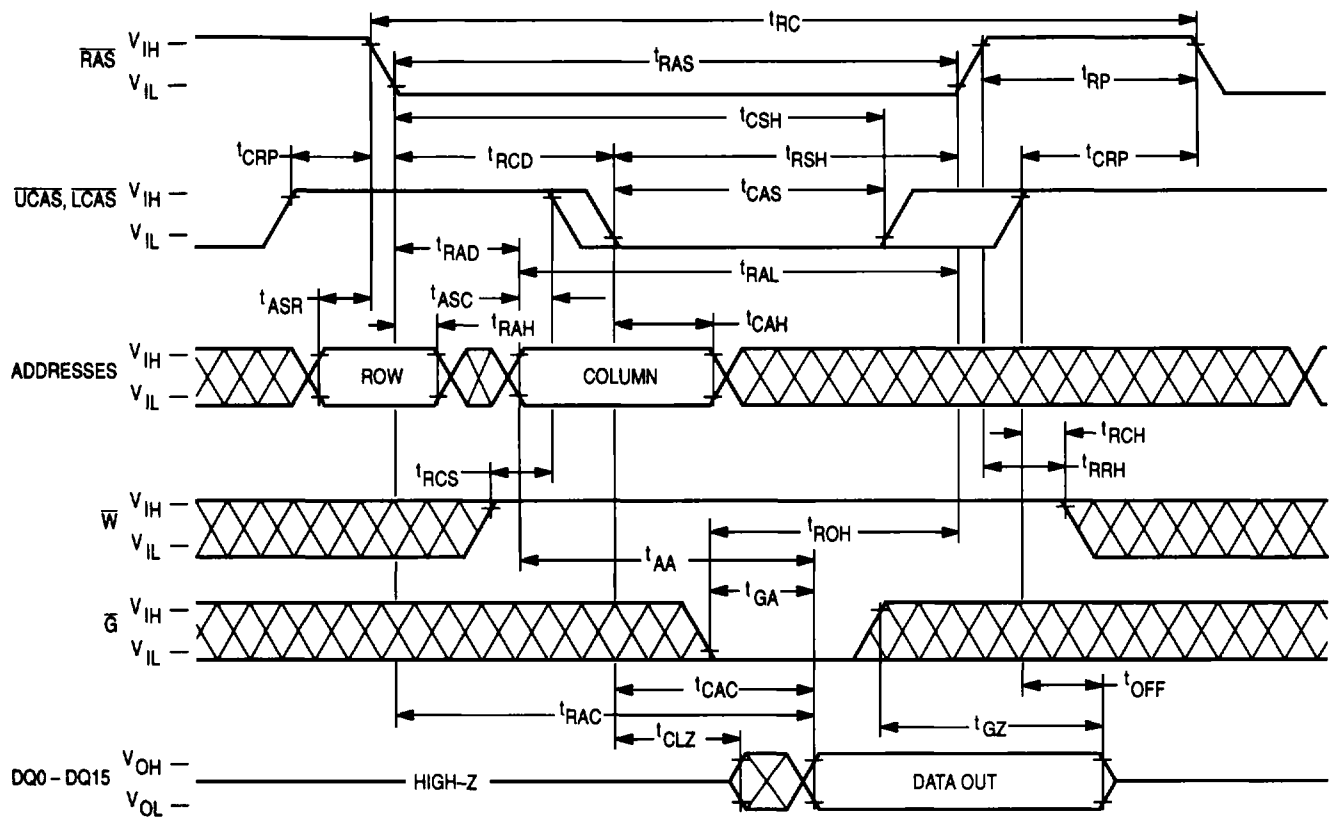 tRC
RAS VIH
VIL
tRAS
tRP
tCSH
tCRP
tRCD
tRSH
tCRP
UCAS, LCAS VIH
VIL
tCAS
tRAD
tRAL
tASR
tASC
tRAH
tCAH
ADDRESSES VIH
VIL
ROW
COLUMN
tRCH
tRCS
tRRH
W VIH
VIL
tROH
tAA
tGA
G VIH
VIL
tCAC
tOFF
tRAC
tGZ
tCLZ
DQ0 – DQ15 VOH
VOL
HIGH–Z
DATA OUT